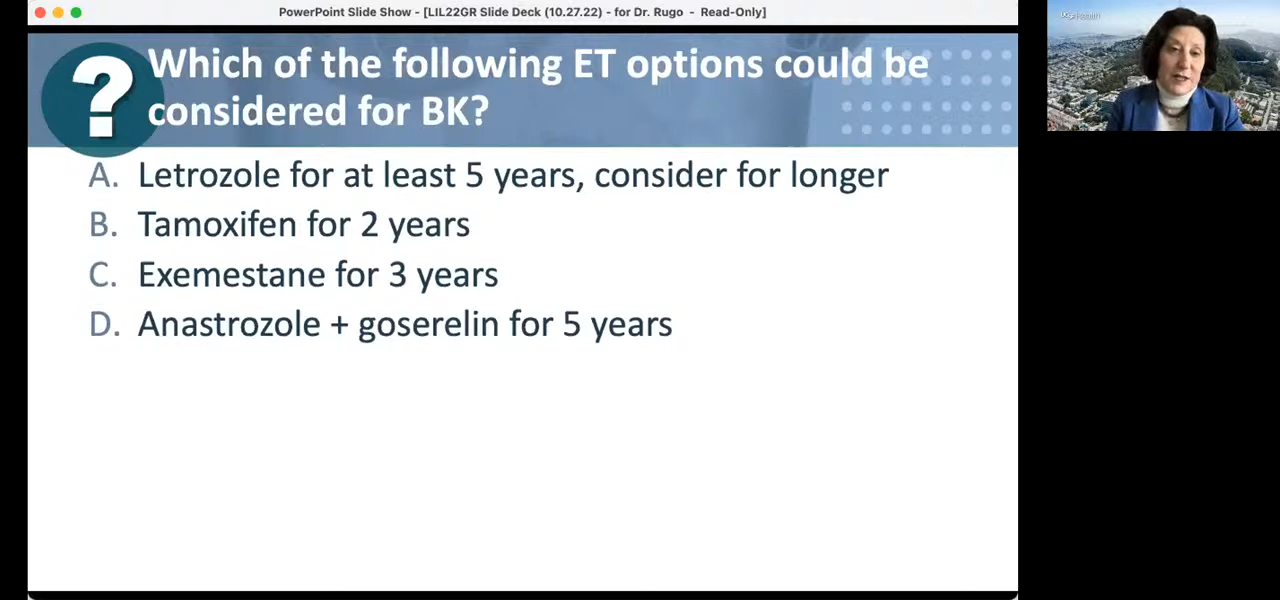 PowerPoint Slide Show - [LIL22GR Slide Deck (10.27.22) - for Dr. Rugo - Read-Only]
?
Which of the following ET options could be
considered for BK?
A. Letrozole for at least 5 years, consider for longer
B. Tamoxifen for 2 years
C. Exemestane for 3 years
D. Anastrozole + goserelin for 5 years